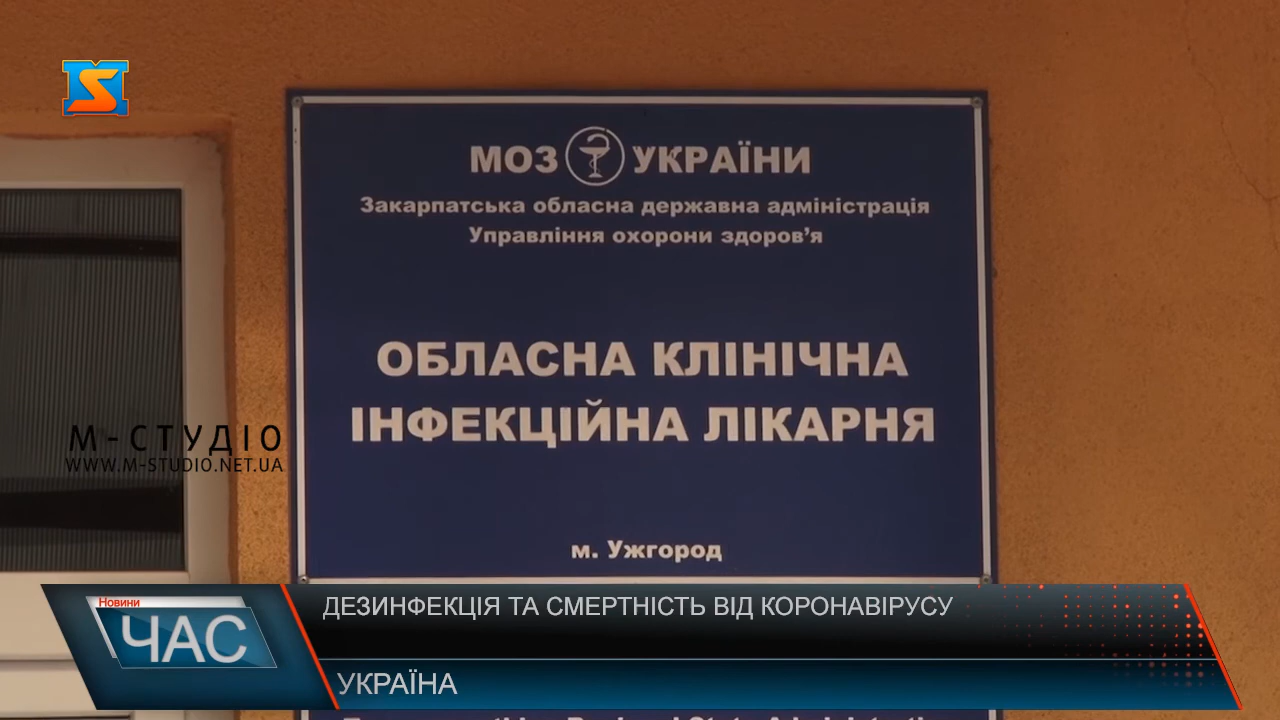 МОЗ УКРАЇНИ
Закарпатська обласна державна адміністрація
Управління охорони здоров'я
ОБЛАСНА КЛІНІЧНА
ІНФЕКЦІЙНА ЛІКАРНЯ
м. Ужгород
М-СТУДІО
WWW.M-STUDIO.NET.UA
Новини
ЧАС
ДЕЗИНФЕКЦІЯ ТА СМЕРТНІСТЬ ВІД КОРОНАВІРУСУ
УКРАЇНА